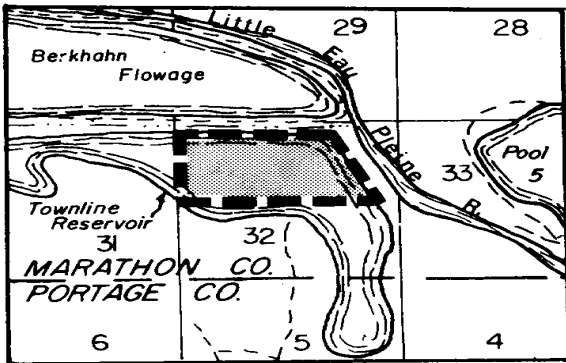 Little Eau Pleine R.
29
28
Berkhahn
Flowage
33
Pool
5
Townline
Reservoir
31
32
MARATHON CO.
PORTAGE CO.
6
5
4